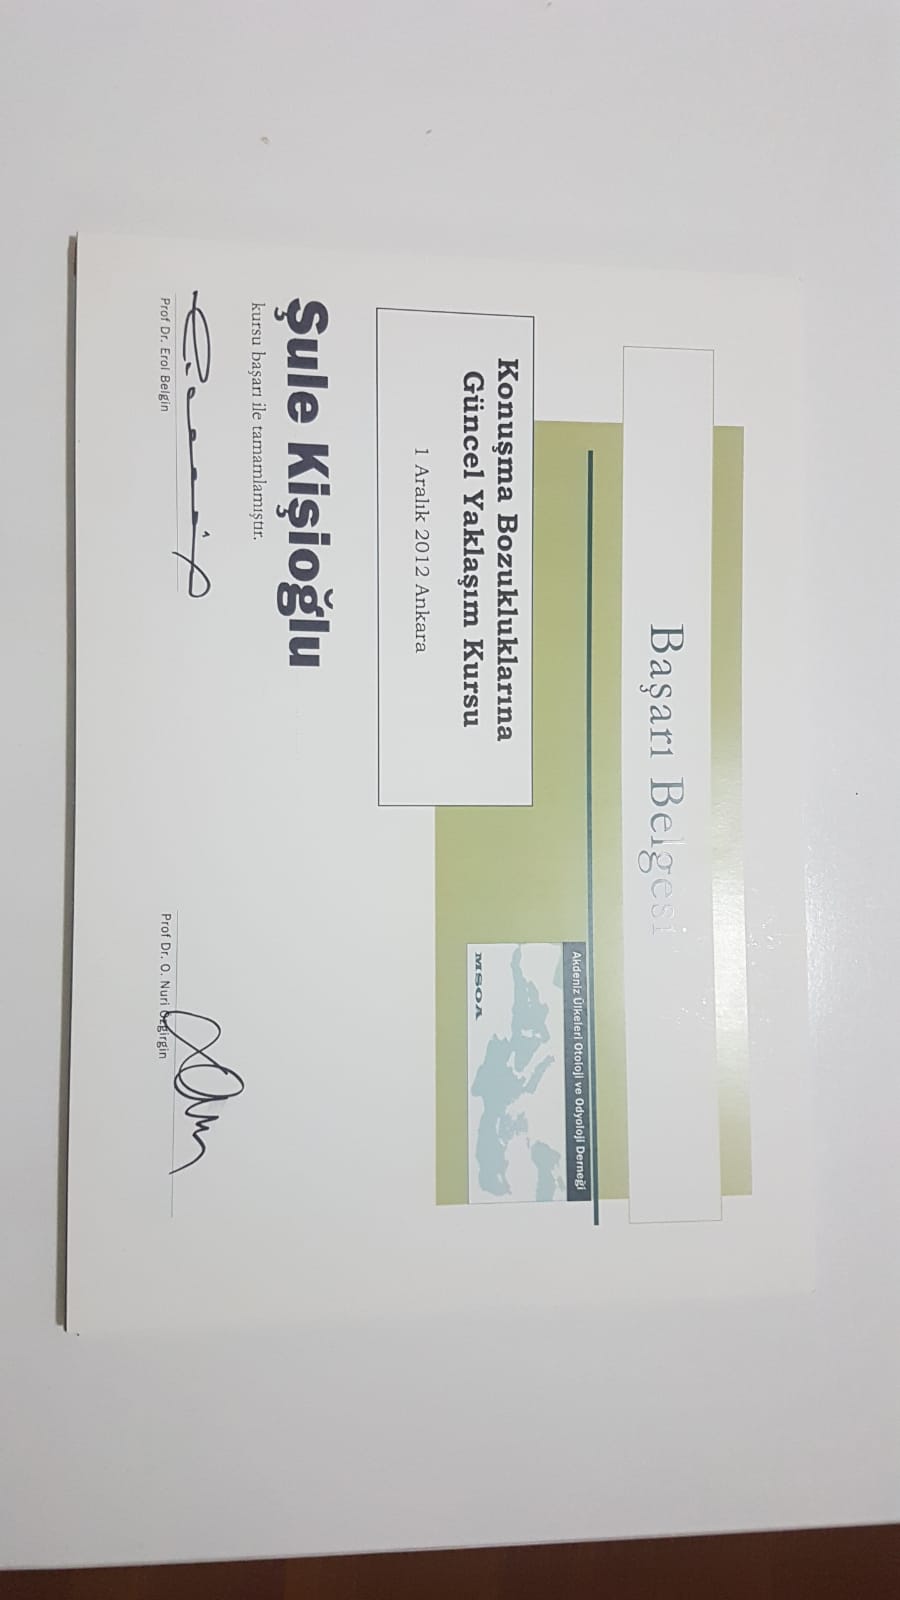 Başarı Belgesi
Akdeniz Ülkeleri Otoloji ve Odyoloji Derneği
MSOA
Konuşma Bozukluklarına
Güncel Yaklaşım Kursu
1 Aralık 2012 Ankara
Şule Kişioğlu
kursu başarı ile tamamlamıştır.
Prof Dr. Erol Belgin
Prof Dr. O. Nuri Özgirgin